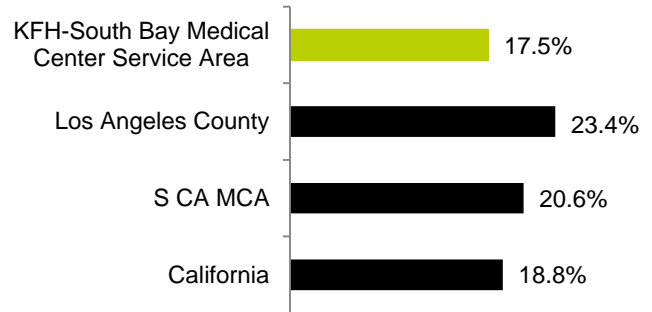 KFH-South Bay Medical
Center Service Area
17.5%
Los Angeles County
23.4%
S CA MCA
20.6%
California
18.8%